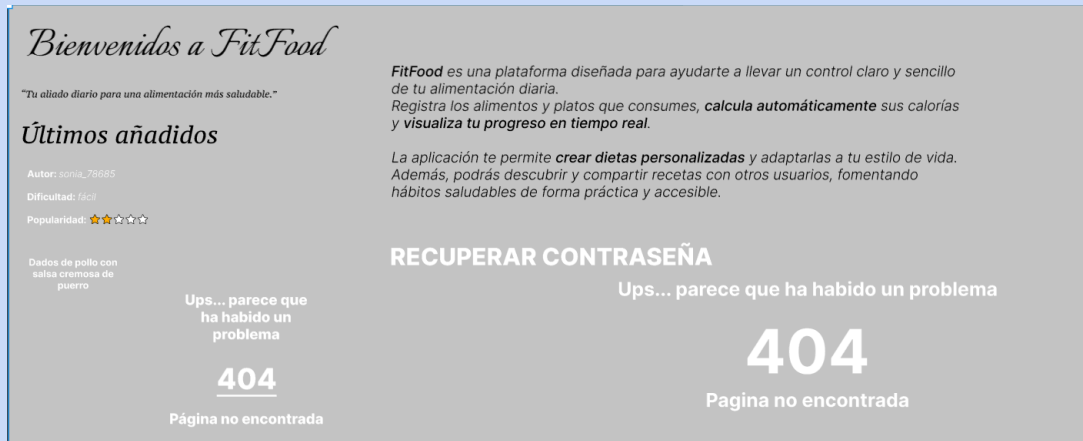 Bienvenidos a FitFood
"Tu aliado diario para una alimentación más saludable."
Últimos añadidos
Autor: sonia_78685
Dificultad: fácil
Popularidad:
Dados de pollo con
salsa cremosa de
puerro
Ups... parece que
ha habido un
problema
404
Página no encontrada
FitFood es una plataforma diseñada para ayudarte a llevar un control claro y sencillo
de tu alimentación diaria.
Registra los alimentos y platos que consumes, calcula automáticamente sus calorías
y visualiza tu progreso en tiempo real.
La aplicación te permite crear dietas personalizadas y adaptarlas a tu estilo de vida.
Además, podrás descubrir y compartir recetas con otros usuarios, fomentando
hábitos saludables de forma práctica y accesible.
RECUPERAR CONTRASEÑA
Ups... parece que ha habido un problema
404
Pagina no encontrada